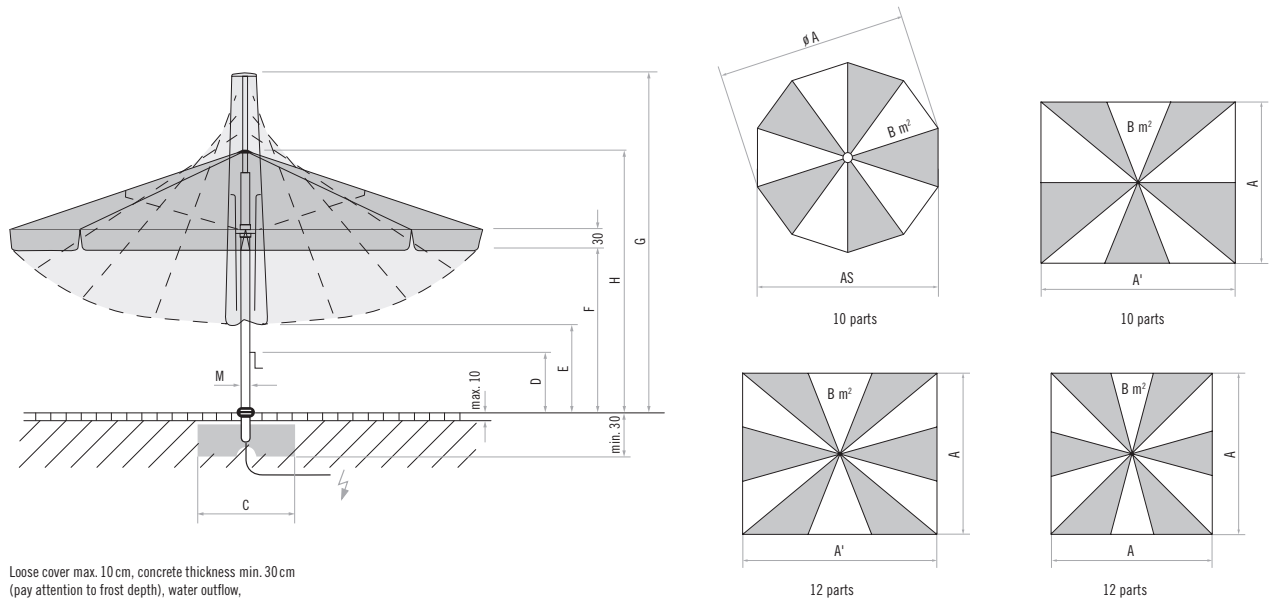 ø A
B m²
AS
10 parts
B m²
A
A'
10 parts
G
H
30
F
E
D
M
max. 10
min. 30
C
B m²
A
A'
12 parts
B m²
A
A
12 parts
Loose cover max. 10 cm, concrete thickness min. 30 cm
(pay attention to frost depth), water outflow,